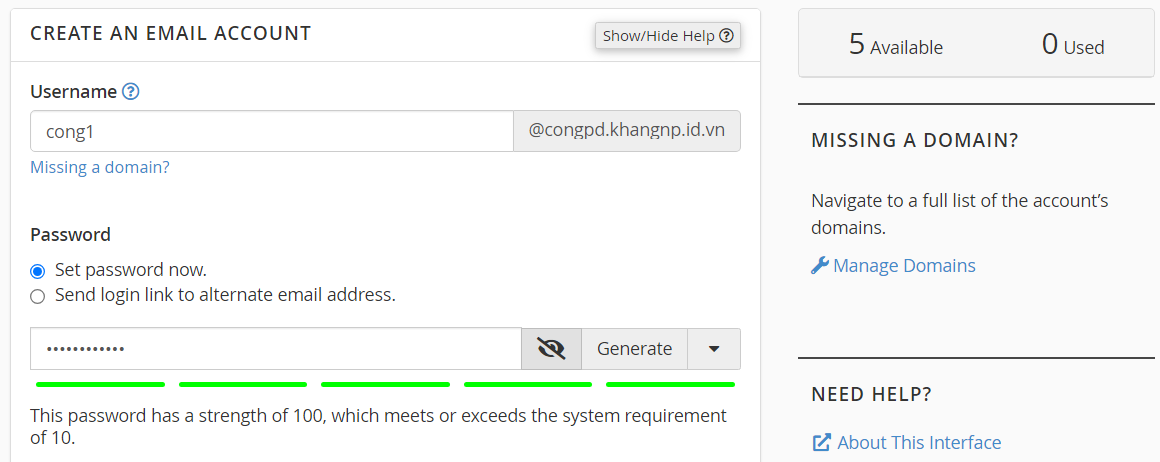 CREATE AN EMAIL ACCOUNT
Show/Hide Help
Username
cong1
@congpd.khangnp.id.vn
Missing a domain?
Password
Set password now.
Send login link to alternate email address.
••••••••••••
Generate
This password has a strength of 100, which meets or exceeds the system requirement
of 10.
5 Available
0 Used
MISSING A DOMAIN?
Navigate to a full list of the account’s
domains.
Manage Domains
NEED HELP?
About This Interface